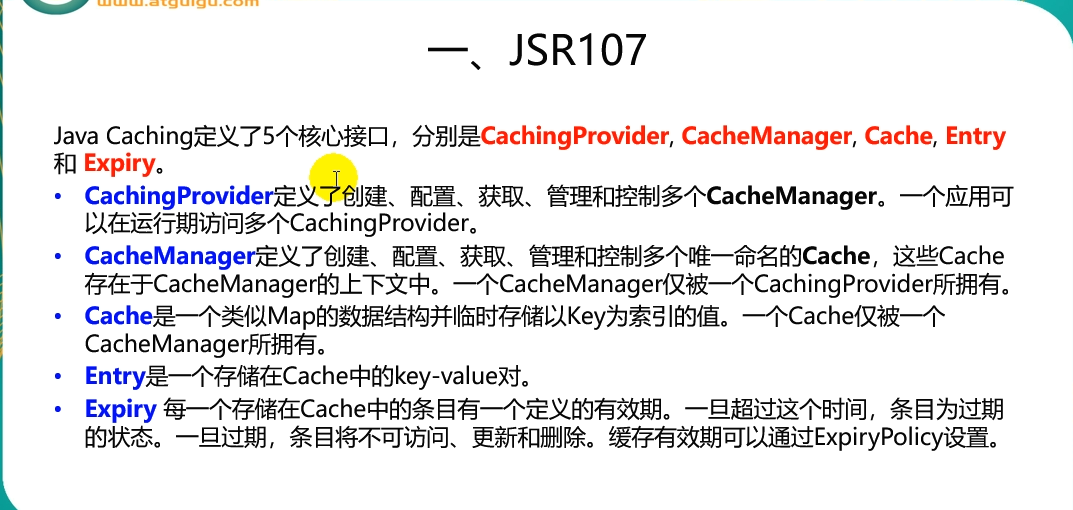 www.atguigu.com
一、JSR107
Java Caching定义了5个核心接口，分别是CachingProvider, CacheManager, Cache, Entry
和 Expiry。
• CachingProvider定义了创建、配置、获取、管理和控制多个CacheManager。一个应用可
以在运行期访问多个CachingProvider。
• CacheManager定义了创建、配置、获取、管理和控制多个唯一命名的Cache，这些Cache
存在于CacheManager的上下文中。一个CacheManager仅被一个CachingProvider所拥有。
• Cache是一个类似Map的数据结构并临时存储以Key为索引的值。一个Cache仅被一个
CacheManager所拥有。
• Entry是一个存储在Cache中的key-value对。
• Expiry 每一个存储在Cache中的条目有一个定义的有效期。一旦超过这个时间，条目为过期
的状态。一旦过期，条目将不可访问、更新和删除。缓存有效期可以通过ExpiryPolicy设置。